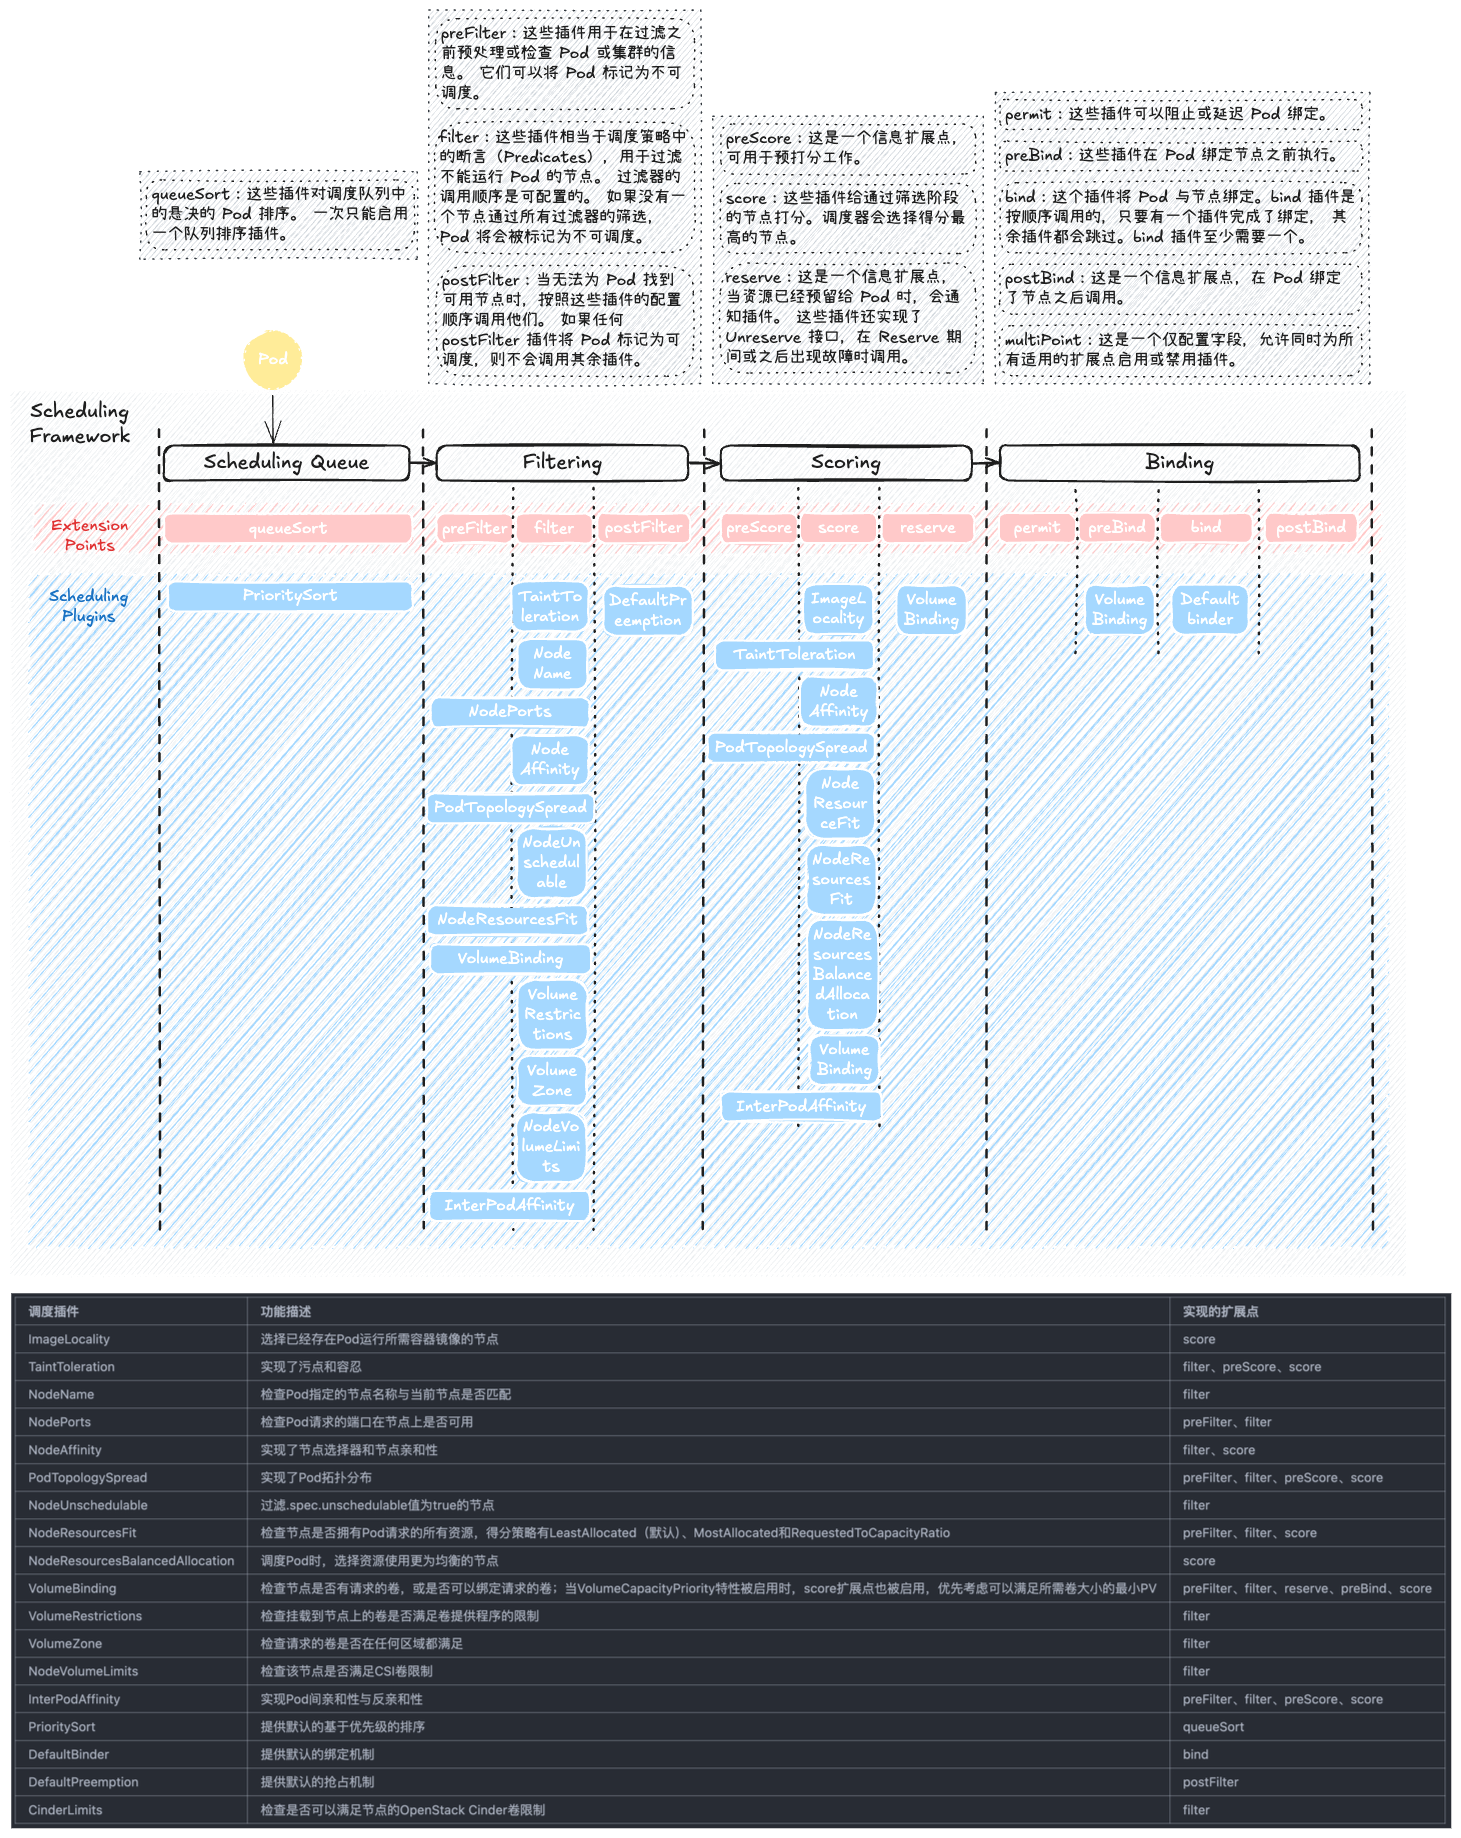 preFilter：这些插件用于在过滤之
前预处理或检查 Pod 或集群的信
息。 它们可以将 Pod 标记为不可
调度。
filter：这些插件相当于调度策略中
的断言（Predicates），用于过滤
不能运行 Pod 的节点。 过滤器的
调用顺序是可配置的。 如果没有一
个节点通过所有过滤器的筛选，
Pod 将会被标记为不可调度。
postFilter：当无法为 Pod 找到
可用节点时，按照这些插件的配置
顺序调用他们。 如果任何
postFilter 插件将 Pod 标记为可
调度，则不会调用其余插件。
queueSort：这些插件对调度队列中
的悬决的 Pod 排序。 一次只能启用
一个队列排序插件。
preScore：这是一个信息扩展点，
可用于预打分工作。
score：这些插件给通过筛选阶段
的节点打分。调度器会选择得分最
高的节点。
reserve：这是一个信息扩展点，
当资源已经预留给 Pod 时，会通
知插件。 这些插件还实现了
Unreserve 接口，在 Reserve 期
间或之后出现故障时调用。
permit：这些插件可以阻止或延迟 Pod 绑定。
preBind：这些插件在 Pod 绑定节点之前执行。
bind：这个插件将 Pod 与节点绑定。bind 插件是
按顺序调用的，只要有一个插件完成了绑定， 其
余插件都会跳过。bind 插件至少需要一个。
postBind：这是一个信息扩展点，在 Pod 绑定
了节点之后调用。
multiPoint：这是一个仅配置字段，允许同时为所
有适用的扩展点启用或禁用插件。
Pod
Scheduling
Framework
Scheduling Queue
Filtering
Scoring
Binding
Extension
Points
queueSort
preFilter
filter
postFilter
preScore
score
reserve
permit
preBind
bind
postBind
Scheduling
Plugins
PrioritySort
TaintTo
leration
Node
Name
NodePorts
Node
Affinity
PodTopologySpread
NodeUn
schedul
able
NodeResourcesFit
VolumeBinding
Volume
Restric
tions
Volume
Zone
NodeVo
lumeLimi
ts
InterPodAffinity
DefaultPr
eemption
ImageL
ocality
TaintToleration
Node
Affinity
PodTopologySpread
Node
Resour
ceFit
NodeRe
sources
Fit
NodeRe
sources
Balance
dAlloca
tion
Volume
Binding
InterPodAffinity
Volume
Binding
Volume
Binding
Default
binder
调度插件 功能描述 实现的扩展点
ImageLocality 选择已经存在Pod运行所需容器镜像的节点 score
TaintToleration 实现了污点和容忍 filter、preScore、score
NodeName 检查Pod指定的节点名称与当前节点是否匹配 filter
NodePorts 检查Pod请求的端口在节点上是否可用 preFilter、filter
NodeAffinity 实现了节点选择器和节点亲和性 filter、score
PodTopologySpread 实现了Pod拓扑分布 preFilter、filter、preScore、score
NodeUnschedulable 过滤.spec.unschedulable值为true的节点 filter
NodeResourcesFit 检查节点是否拥有Pod请求的所有资源，得分策略有LeastAllocated（默认）、MostAllocated和RequestedToCapacityRatio preFilter、filter、score
NodeResourcesBalancedAllocation 调度Pod时，选择资源使用更为均衡的节点 score
VolumeBinding 检查节点是否有请求的卷，或是否可以绑定请求的卷；当VolumeCapacityPriority特性被启用时，score扩展点也被启用，优先考虑可以满足所需卷大小的最小PV preFilter、filter、reserve、preBind、score
VolumeRestrictions 检查挂载到节点上的卷是否满足卷提供程序的限制 filter
VolumeZone 检查请求的卷是否在任何区域都满足 filter
NodeVolumeLimits 检查该节点是否满足CSI卷限制 filter
InterPodAffinity 实现Pod间亲和性与反亲和性 preFilter、filter、preScore、score
PrioritySort 提供默认的基于优先级的排序 queueSort
DefaultBinder 提供默认的绑定机制 bind
DefaultPreemption 提供默认的抢占机制 postFilter
CinderLimits 检查是否可以满足节点的OpenStack Cinder卷限制 filter